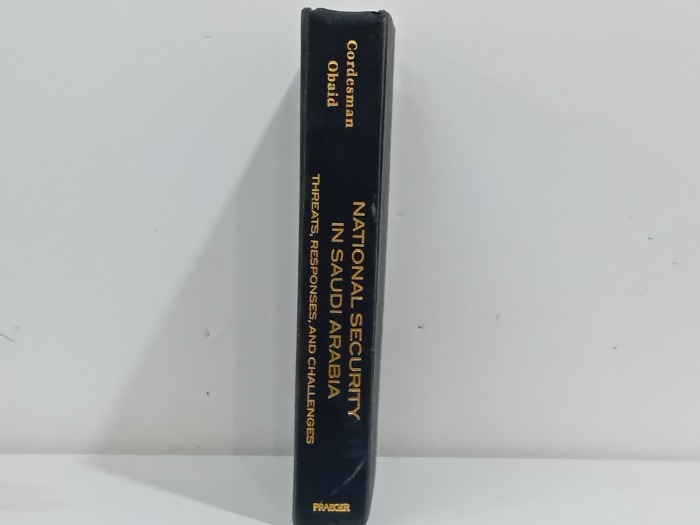 Cordesman
Obaid
NATIONAL SECURITY
IN SAUDI ARABIA
THREATS, RESPONSES, AND CHALLENGES
PRAEGER